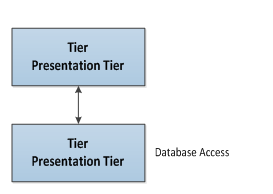 Tier
Presentation Tier
Tier
Presentation Tier
Database Access